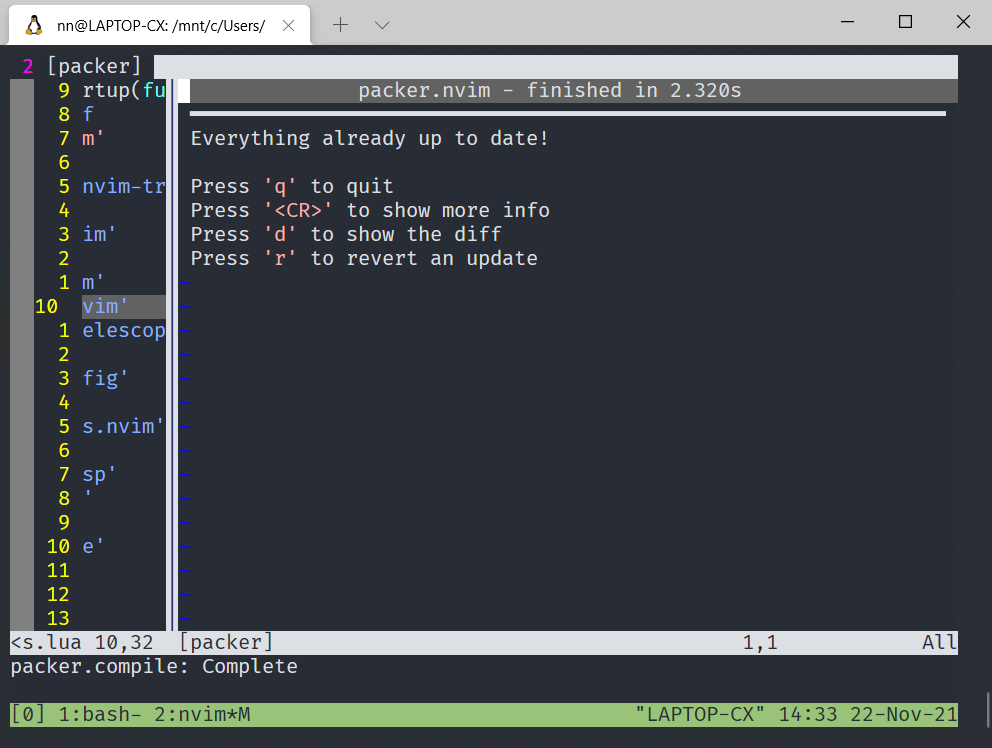 nn@LAPTOP-CX: /mnt/c/Users/
2 [packer]
9 rtup(fu packer.nvim - finished in 2.320s
8 f
7 m' Everything already up to date!
6
5 nvim-tr Press 'q' to quit
4 Press '<CR>' to show more info
3 im' Press 'd' to show the diff
2 Press 'r' to revert an update
1 m' ~
10 vim' ~
1 elescop ~
2 ~
3 fig' ~
4 ~
5 s.nvim' ~
6 ~
7 sp' ~
8 ' ~
9 ~
10 e' ~
11 ~
12 ~
13 ~
<s.lua 10,32 [packer] 1,1 All
packer.compile: Complete
[0] 1:bash- 2:nvim*M "LAPTOP-CX" 14:33 22-Nov-21